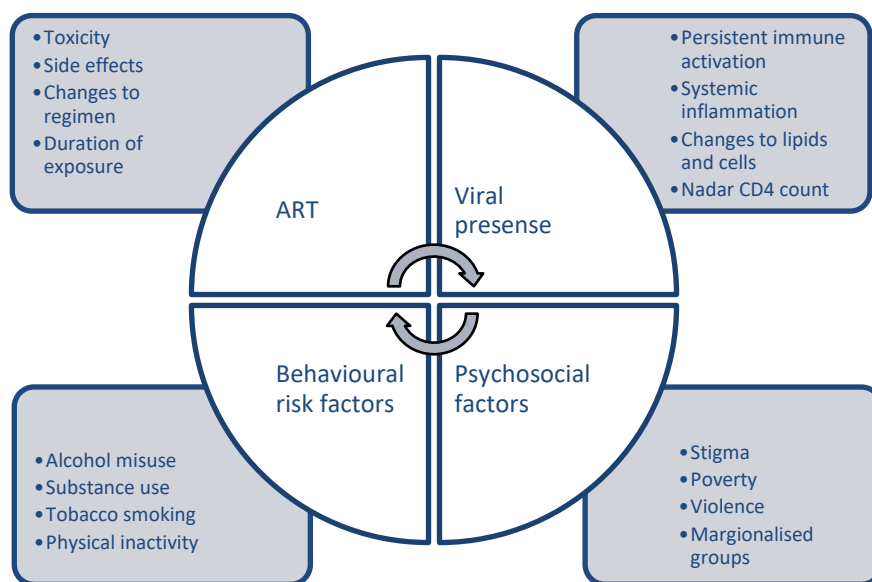 •Toxicity
•Side effects
•Changes to
regimen
•Duration of
exposure
•Persistent immune
activation
•Systemic
inflammation
•Changes to lipids
and cells
•Nadar CD4 count
ART
Viral
presense
Behavioural
risk factors
Psychosocial
factors
•Alcohol misuse
•Substance use
•Tobacco smoking
•Physical inactivity
•Stigma
•Poverty
•Violence
•Margionalised
groups